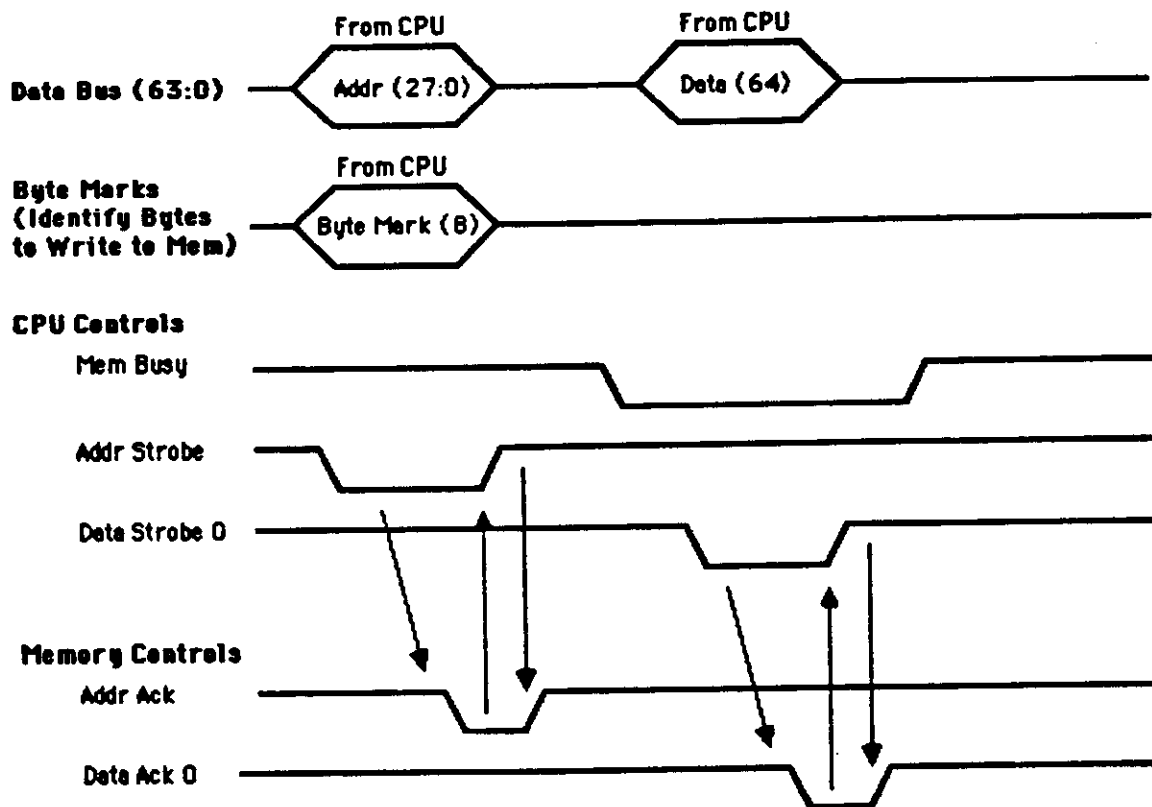 From CPU
From CPU
Data Bus (63:0)
Addr (27:0)
Data (64)
From CPU
Byte Marks
(Identify Bytes
to Write to Mem)
Byte Mark (8)
CPU Controls
Mem Busy
Addr Strobe
Data Strobe 0
Memory Controls
Addr Ack
Data Ack 0